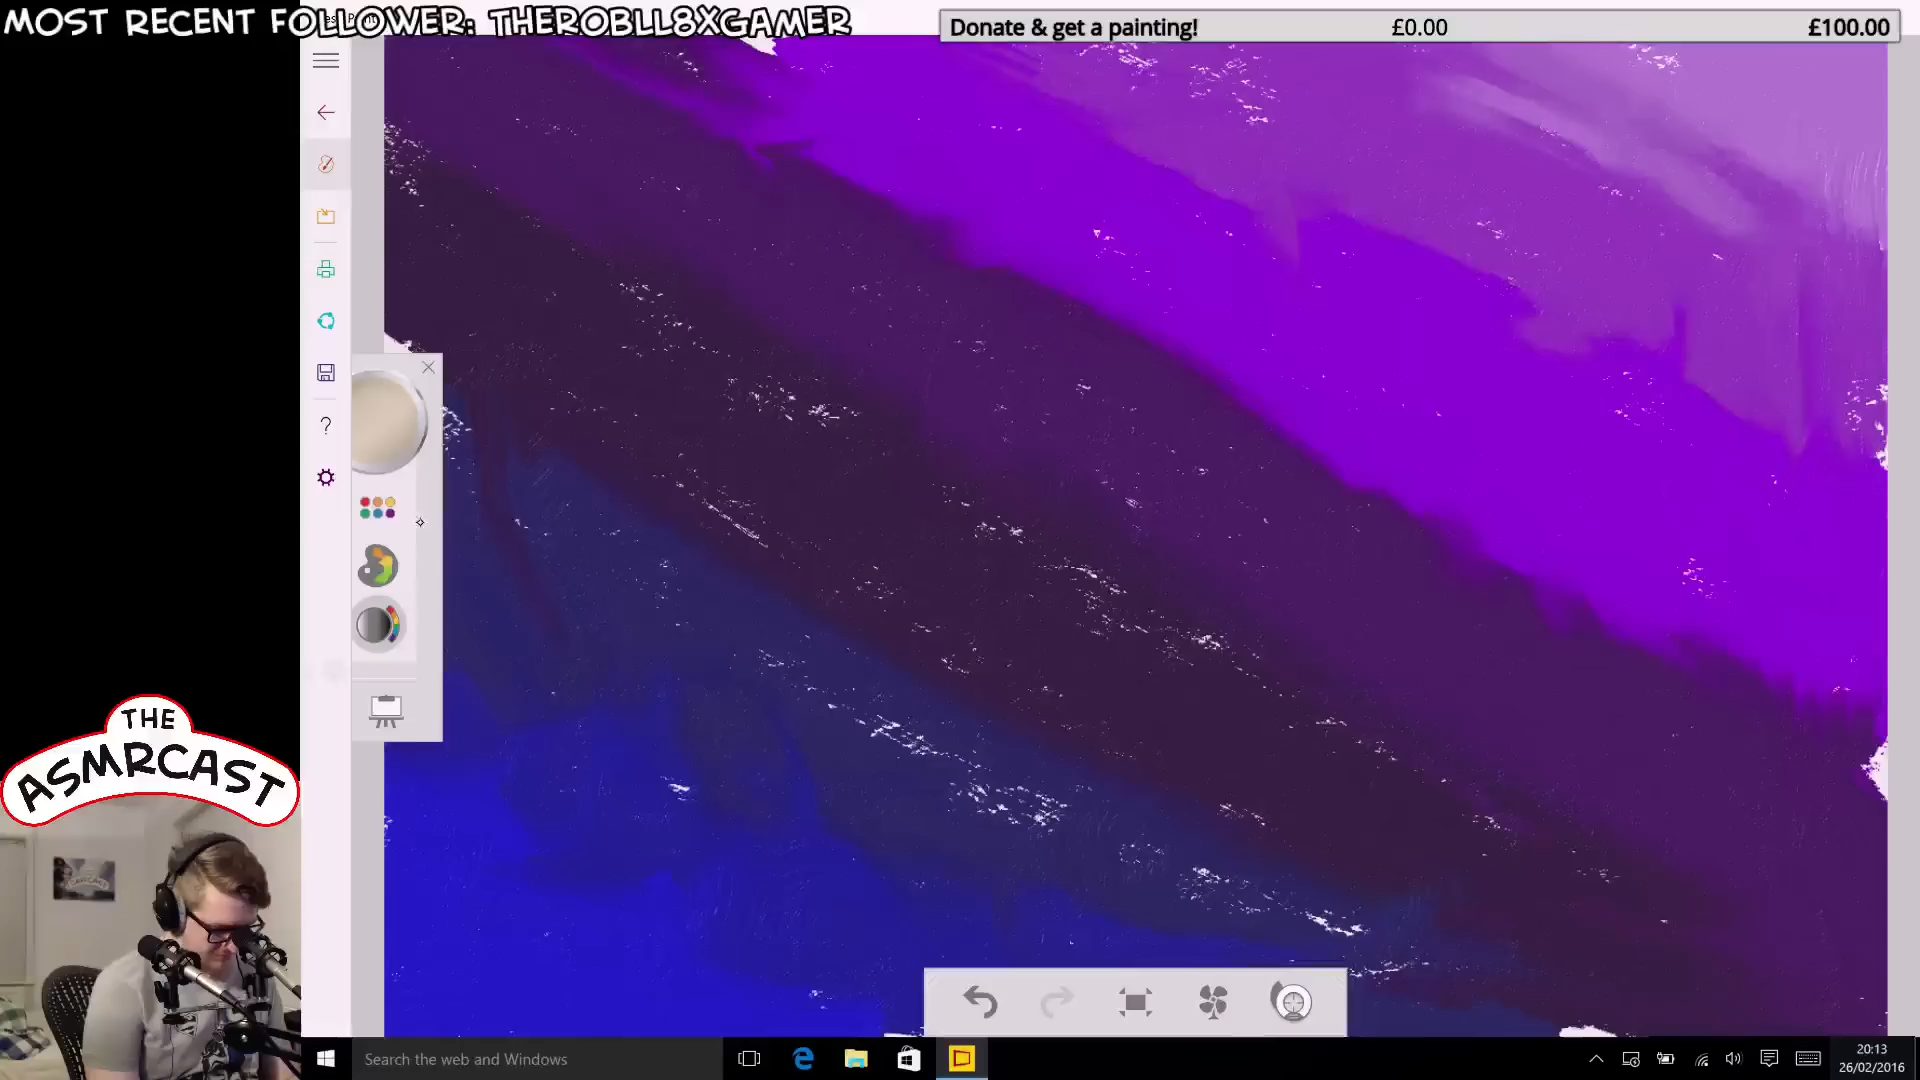 MOST RECENT FOLLOWER: THEROBLL8XGAMER
Donate & get a painting! £0.00 £100.00
THE
ASMRCAST
Search the web and Windows
20:13
26/02/2016